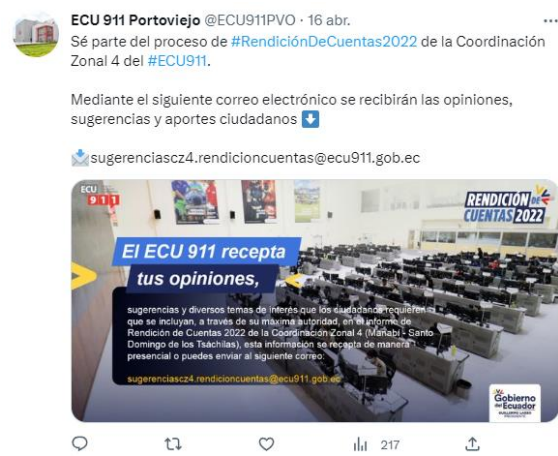 ECU 911 Portoviejo @ECU911PVO · 16 abr.
Sé parte del proceso de #RendiciónDeCuentas2022 de la Coordinación
Zonal 4 del #ECU911.
Mediante el siguiente correo electrónico se recibirán las opiniones,
sugerencias y aportes ciudadanos
sugerenciascz4.rendicioncuentas@ecu911.gob.ec
ECU
911
RENDICIÓN DE
CUENTAS 2022
El ECU 911 recepta
tus opiniones,
sugerencias y diversos temas de interés que los ciudadanos requieren
que se incluyan, a través de su máxima autoridad, en el informe de
Rendición de Cuentas 2022 de la Coordinación Zonal 4 (Manabí - Santo
Domingo de los Tsáchilas), esta información se recepta de manera
presencial o puedes enviar al siguiente correo:
sugerenciascz4.rendicioncuentas@ecu911.gob.ec
Gobierno
del Ecuador
GUILLERMO LASSO
PRESIDENTE
217